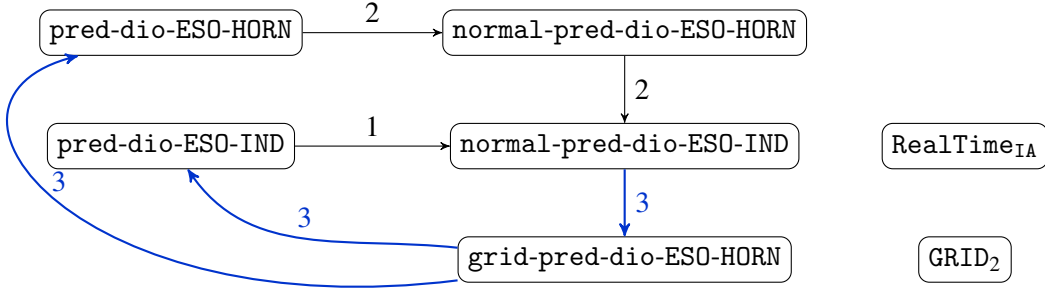 pred-dio-ESO-HORN 2 normal-pred-dio-ESO-HORN
2
pred-dio-ESO-IND 1 normal-pred-dio-ESO-IND RealTime_IA
3 3 3
grid-pred-dio-ESO-HORN GRID₂